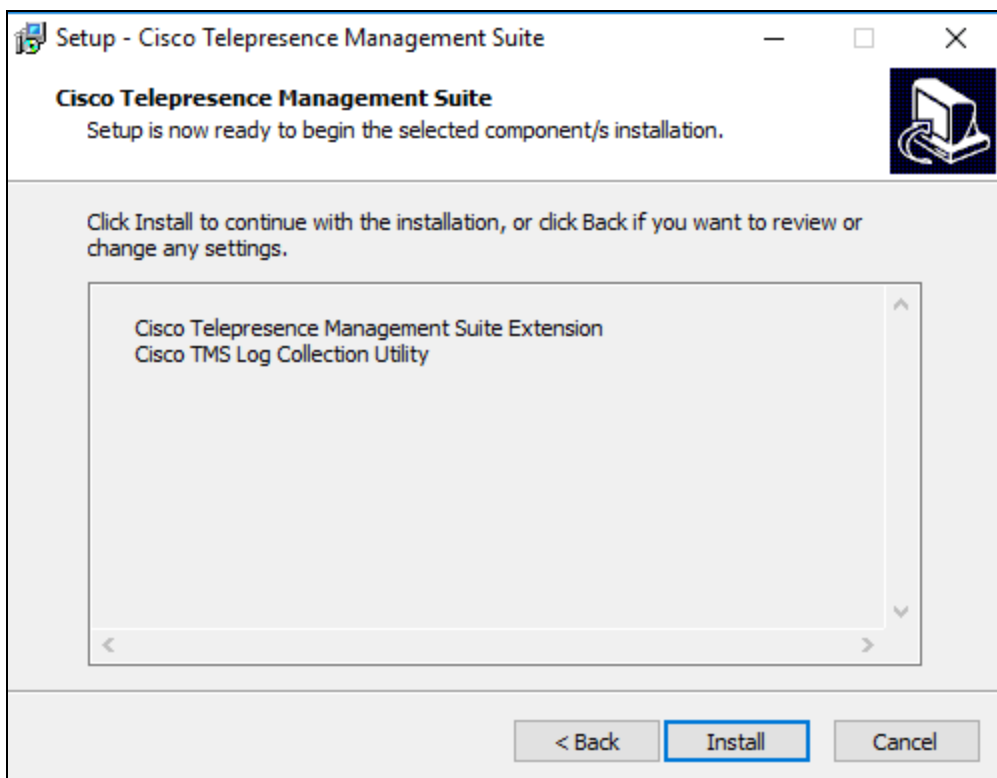 Setup - Cisco Telepresence Management Suite
Cisco Telepresence Management Suite
Setup is now ready to begin the selected component/s installation.
Click Install to continue with the installation, or click Back if you want to review or
change any settings.
Cisco Telepresence Management Suite Extension
Cisco TMS Log Collection Utility
< Back Install Cancel